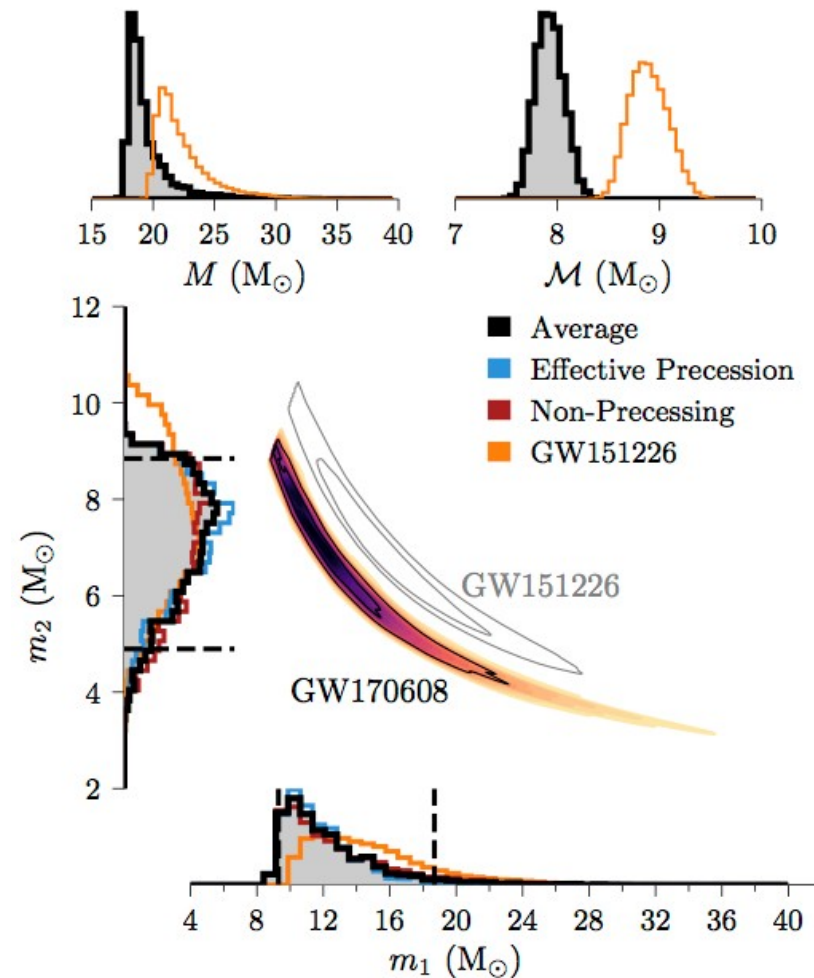 15 20 25 30 35 40
M (M⊙)
7 8 9 10
ℳ (M⊙)
12
10
8
6
4
2
m₂ (M⊙)
Average
Effective Precession
Non-Precessing
GW151226
GW151226
GW170608
4 8 12 16 20 24 28 32 36 40 44
m₁ (M⊙)